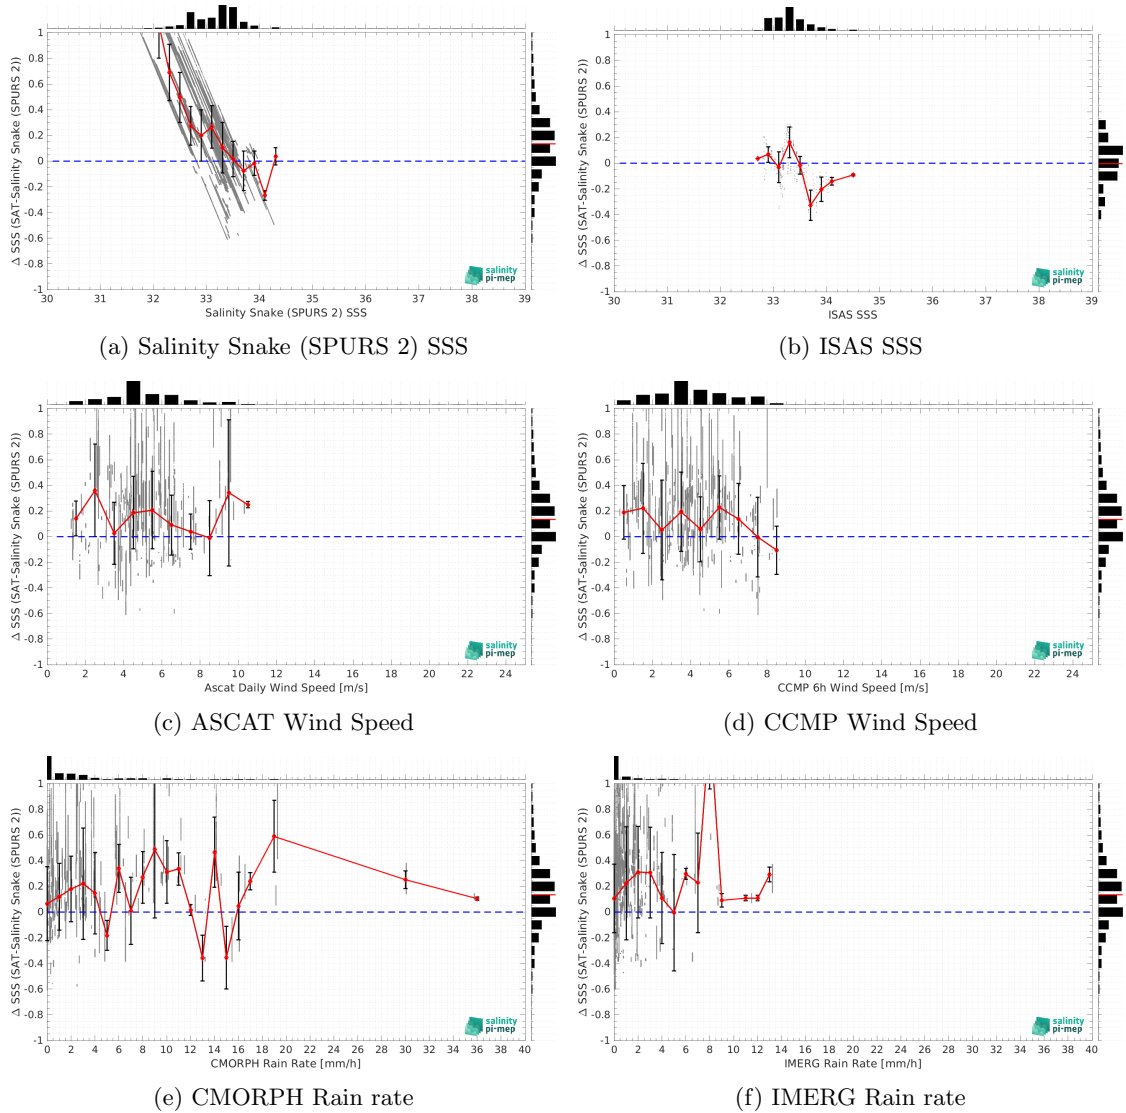 Δ SSS (SAT-Salinity Snake (SPURS 2))
1
0.8
0.6
0.4
0.2
0
-0.2
-0.4
-0.6
-0.8
-1
salinity
pi-mep
30 31 32 33 34 35 36 37 38 39
Salinity Snake (SPURS 2) SSS
(a) Salinity Snake (SPURS 2) SSS
Δ SSS (SAT-Salinity Snake (SPURS 2))
1
0.8
0.6
0.4
0.2
0
-0.2
-0.4
-0.6
-0.8
-1
salinity
pi-mep
30 31 32 33 34 35 36 37 38 39
ISAS SSS
(b) ISAS SSS
Δ SSS (SAT-Salinity Snake (SPURS 2))
1
0.8
0.6
0.4
0.2
0
-0.2
-0.4
-0.6
-0.8
-1
salinity
pi-mep
0 2 4 6 8 10 12 14 16 18 20 22 24
Ascat Daily Wind Speed [m/s]
(c) ASCAT Wind Speed
Δ SSS (SAT-Salinity Snake (SPURS 2))
1
0.8
0.6
0.4
0.2
0
-0.2
-0.4
-0.6
-0.8
-1
salinity
pi-mep
0 2 4 6 8 10 12 14 16 18 20 22 24
CCMP 6h Wind Speed [m/s]
(d) CCMP Wind Speed
Δ SSS (SAT-Salinity Snake (SPURS 2))
1
0.8
0.6
0.4
0.2
0
-0.2
-0.4
-0.6
-0.8
-1
salinity
pi-mep
0 2 4 6 8 10 12 14 16 18 20 22 24 26 28 30 32 34 36 38 40
CMORPH Rain Rate [mm/h]
(e) CMORPH Rain rate
Δ SSS (SAT-Salinity Snake (SPURS 2))
1
0.8
0.6
0.4
0.2
0
-0.2
-0.4
-0.6
-0.8
-1
salinity
pi-mep
0 2 4 6 8 10 12 14 16 18 20 22 24 26 28 30 32 34 36 38 40
IMERG Rain Rate [mm/h]
(f) IMERG Rain rate